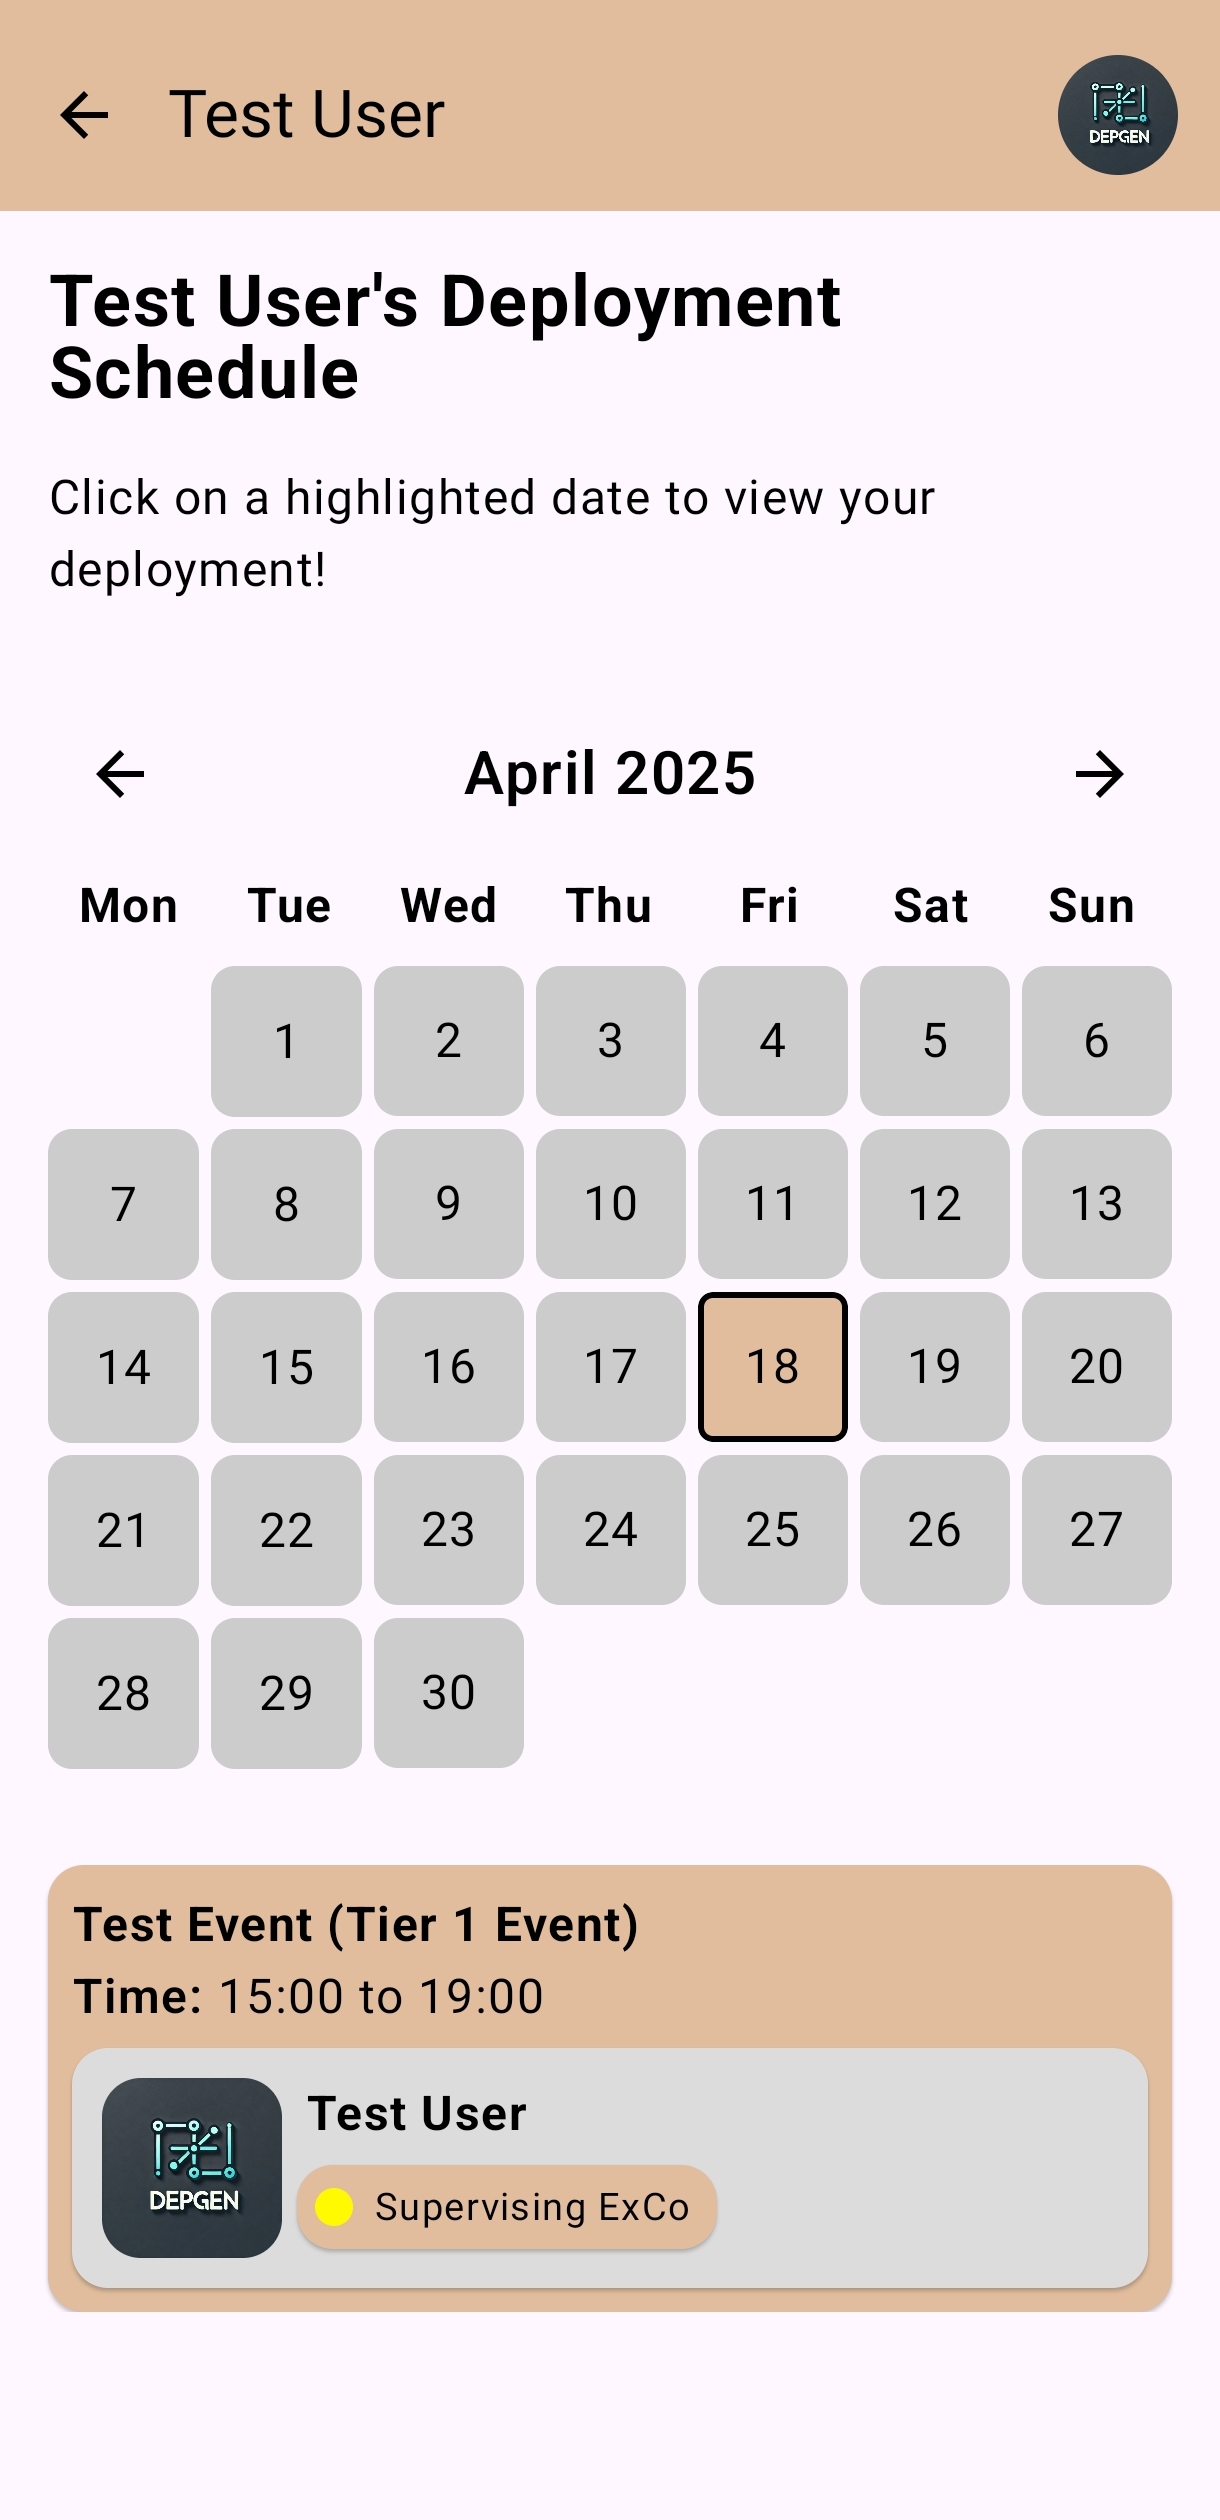 Test User
DEPGEN
Test User's Deployment
Schedule
Click on a highlighted date to view your
deployment!
April 2025
Mon Tue Wed Thu Fri Sat Sun
1 2 3 4 5 6
7 8 9 10 11 12 13
14 15 16 17 18 19 20
21 22 23 24 25 26 27
28 29 30
Test Event (Tier 1 Event)
Time: 15:00 to 19:00
DEPGEN
Test User
Supervising ExCo